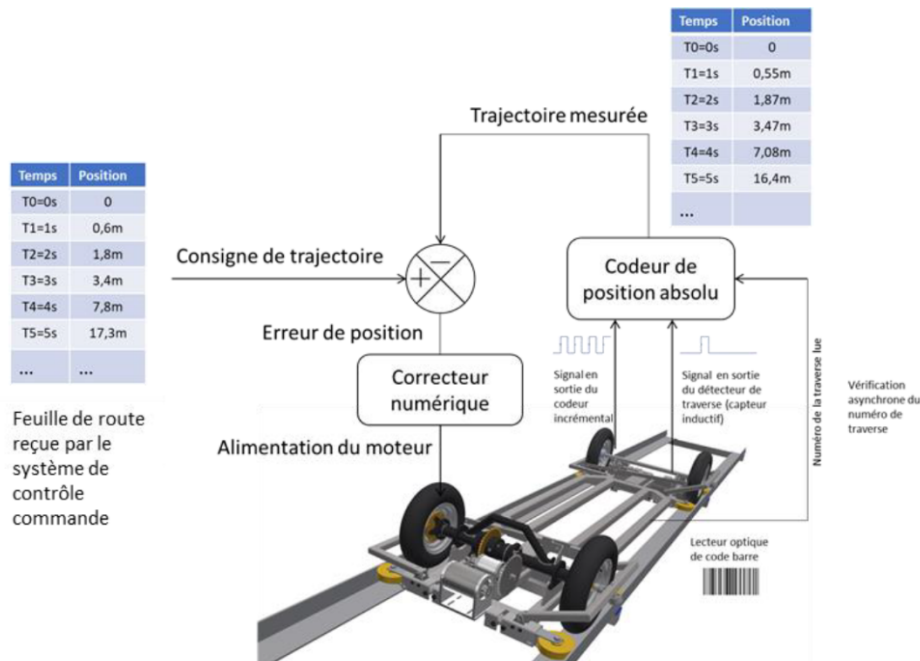 Temps Position
T0=0s 0
T1=1s 0,55m
T2=2s 1,87m
T3=3s 3,47m
T4=4s 7,08m
T5=5s 16,4m
...
Trajectoire mesurée
Temps Position
T0=0s 0
T1=1s 0,6m
T2=2s 1,8m
T3=3s 3,4m
T4=4s 7,8m
T5=5s 17,3m
... ...
Feuille de route
reçue par le
système de
contrôle
commande
Consigne de trajectoire
+ −
Codeur de
position absolu
Erreur de position
Correcteur
numérique
Alimentation du moteur
Signal en
sortie du
codeur
incrémental
Signal en sortie
du détecteur de
traverse (capteur
inductif)
Numéro de la traverse lue
Vérification
asynchrone du
numéro de
traverse
Lecteur optique
de code barre